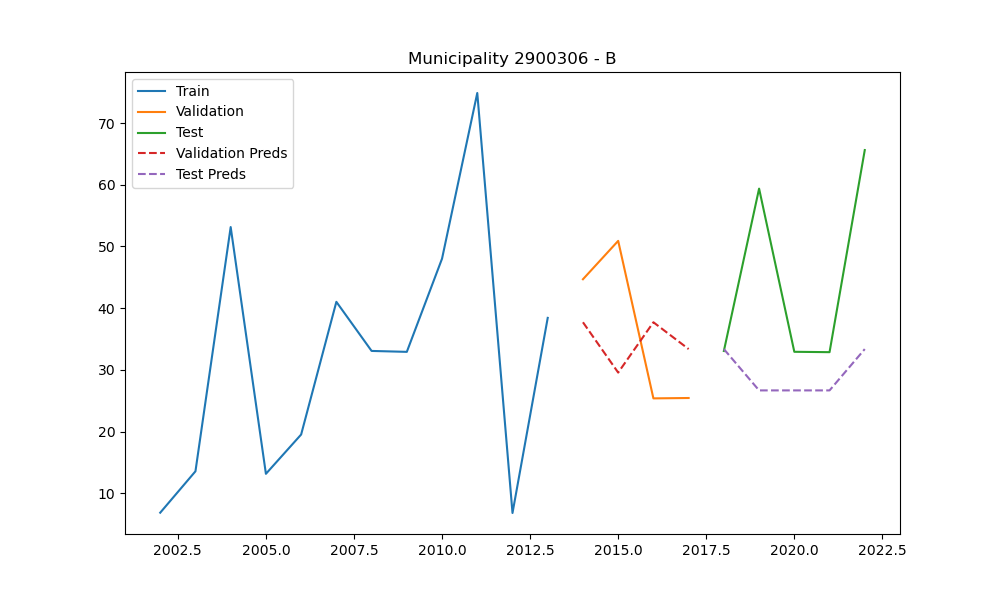 Municipality 2900306 - B
Train
Validation
Test
Validation Preds
Test Preds
70
60
50
40
30
20
10
2002.5 2005.0 2007.5 2010.0 2012.5 2015.0 2017.5 2020.0 2022.5